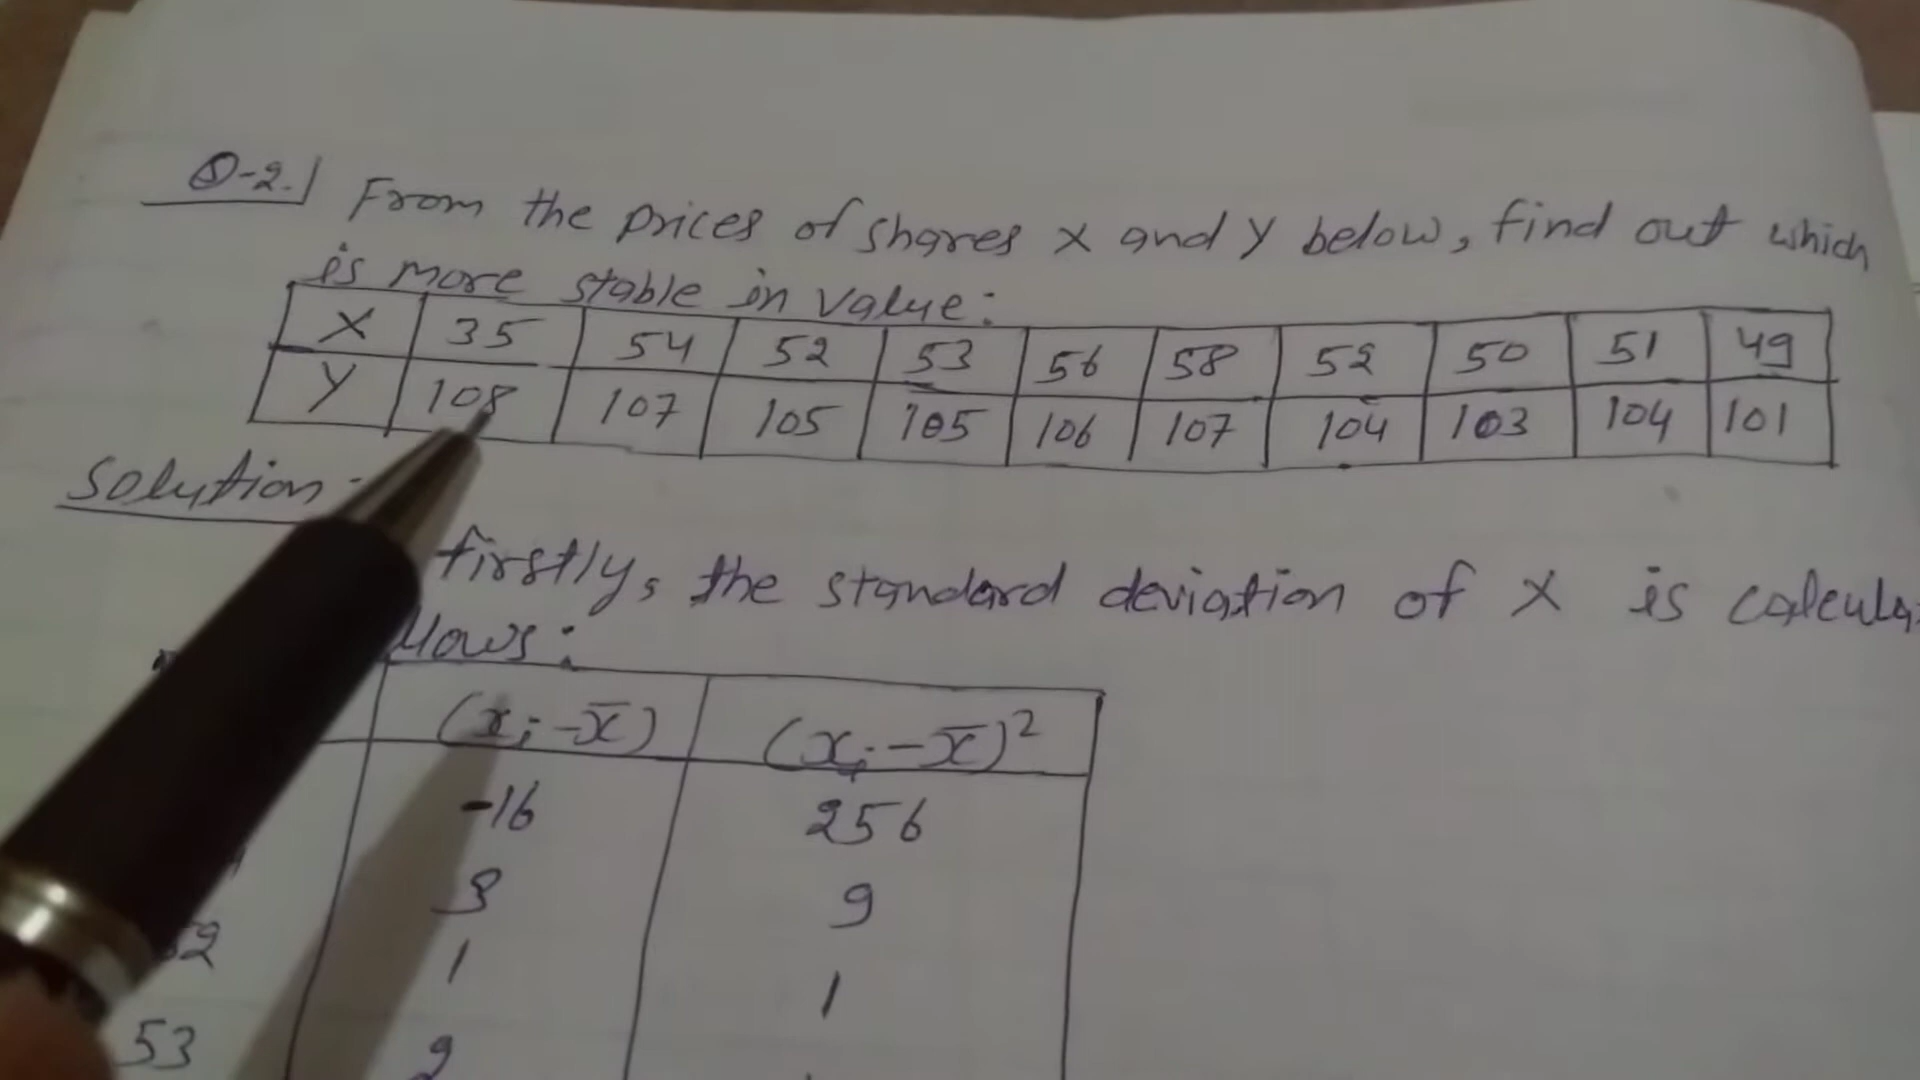 Q-2. From the prices of shares X and Y below, find out which
is more stable in value:
X 35 54 52 53 56 58 52 50 51 49
Y 108 107 105 105 106 107 104 103 104 101
Solution:-
firstly, the standard deviation of X is
llows:
(xi-x̅) (xi-x̅)²
-16 256
3 9
52 1 1
53 2